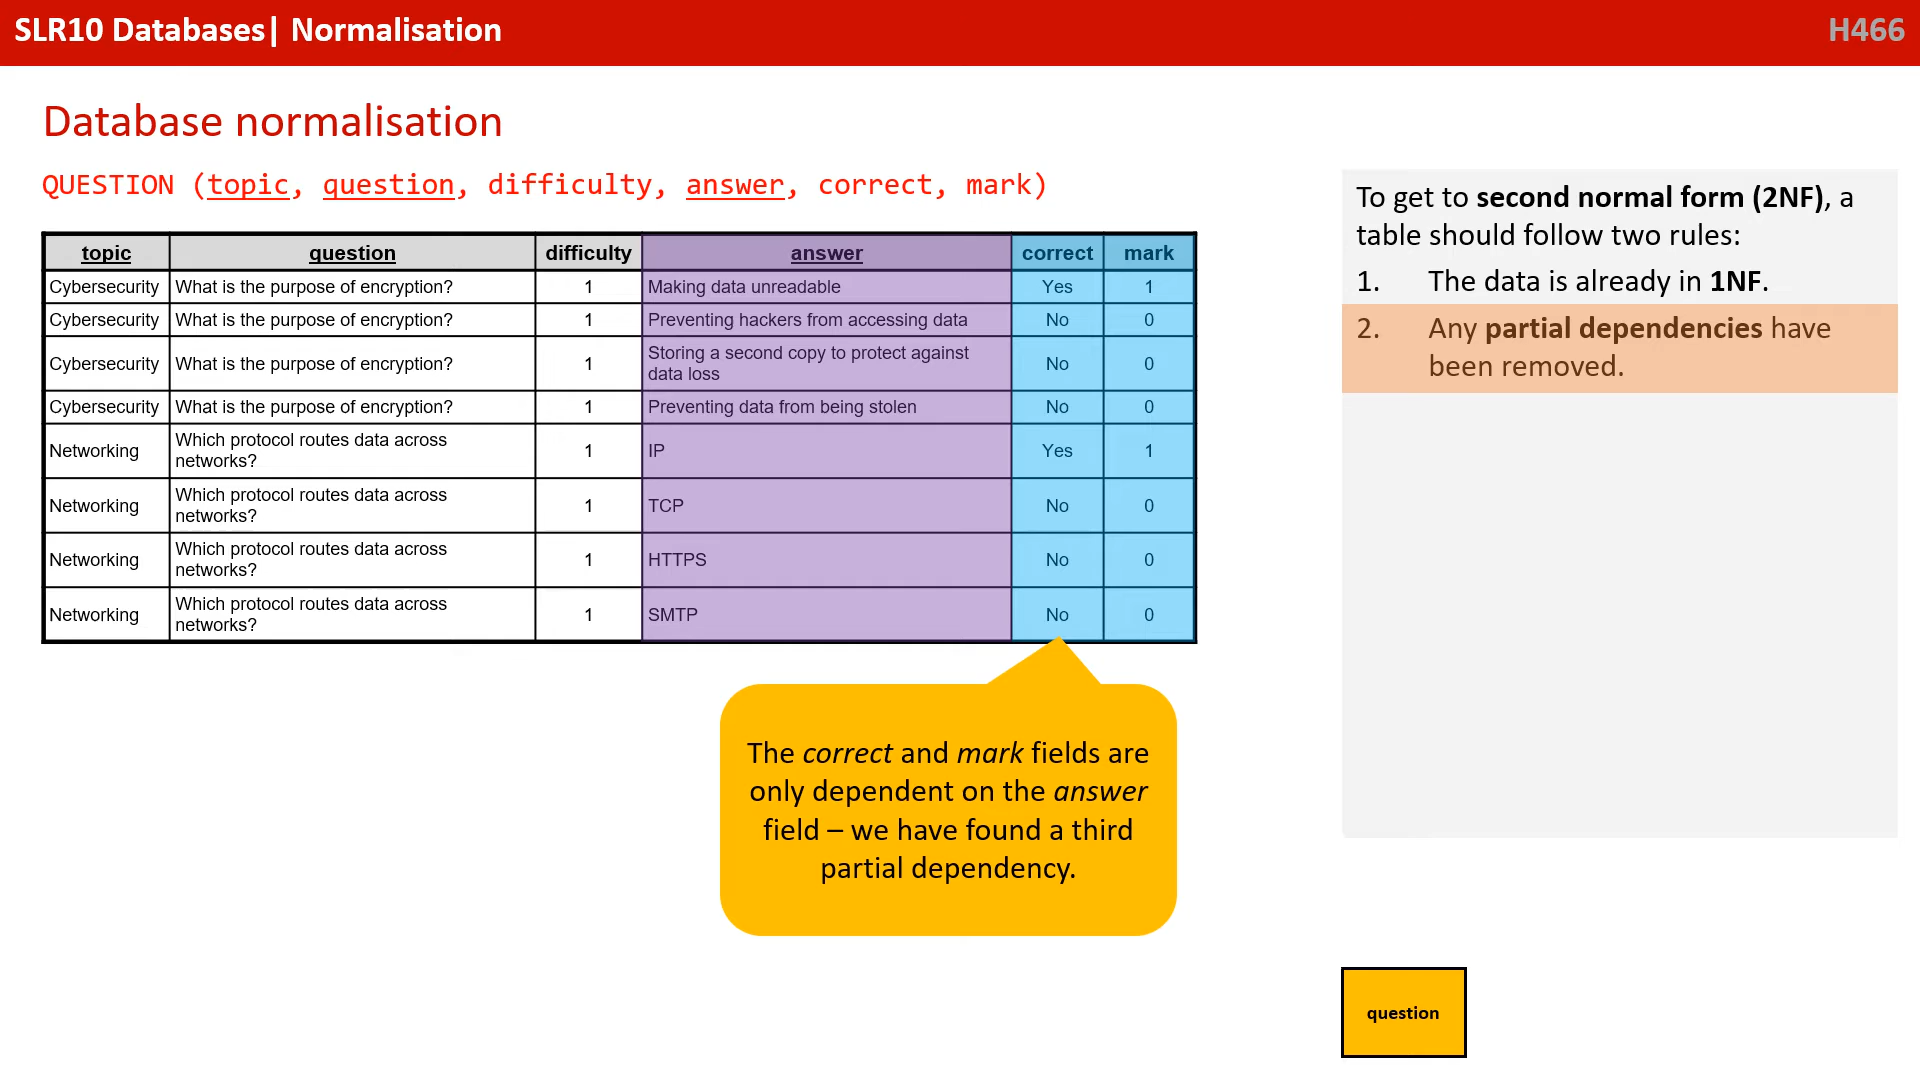 SLR10 Databases| Normalisation
H466
Database normalisation
QUESTION (topic, question, difficulty, answer, correct, mark)
topic question difficulty answer correct mark
Cybersecurity What is the purpose of encryption? 1 Making data unreadable Yes 1
Cybersecurity What is the purpose of encryption? 1 Preventing hackers from accessing data No 0
Cybersecurity What is the purpose of encryption? 1 Storing a second copy to protect against
data loss No 0
Cybersecurity What is the purpose of encryption? 1 Preventing data from being stolen No 0
Networking Which protocol routes data across
networks? 1 IP Yes 1
Networking Which protocol routes data across
networks? 1 TCP No 0
Networking Which protocol routes data across
networks? 1 HTTPS No 0
Networking Which protocol routes data across
networks? 1 SMTP No 0
The correct and mark fields are
only dependent on the answer
field – we have found a third
partial dependency.
To get to second normal form (2NF), a
table should follow two rules:
1. The data is already in 1NF.
2. Any partial dependencies have
been removed.
question